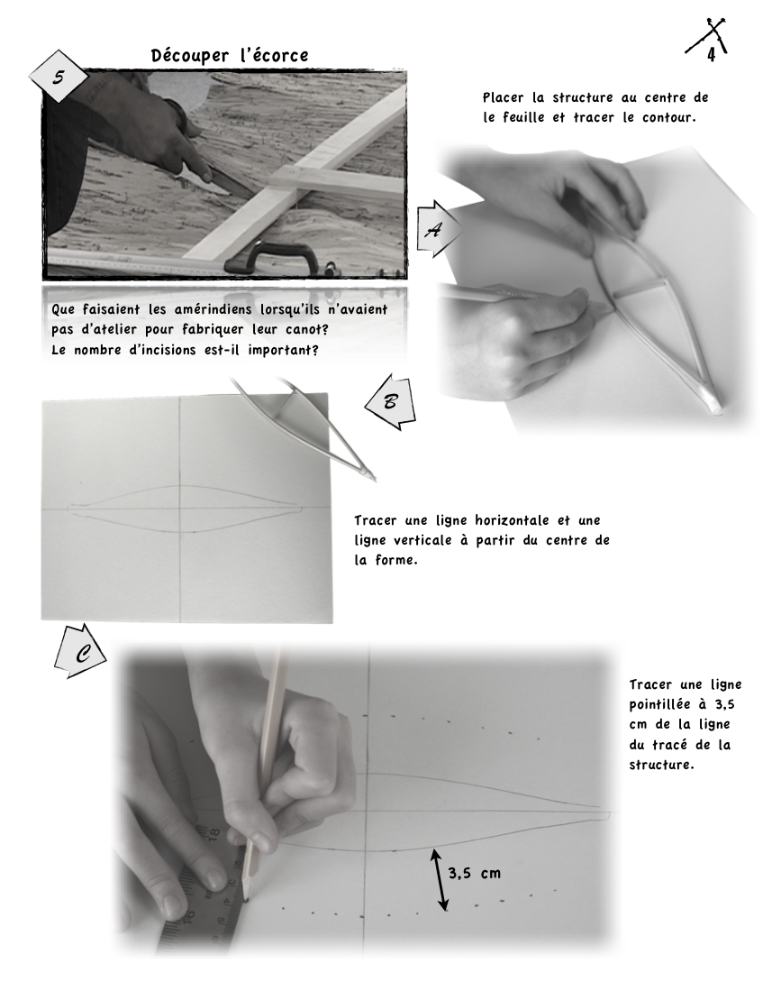 4
Découper l'écorce
5
Que faisaient les amérindiens lorsqu'ils n'avaient
pas d'atelier pour fabriquer leur canot?
Le nombre d'incisions est-il important?
Placer la structure au centre de
le feuille et tracer le contour.
A
B
Tracer une ligne horizontale et une
ligne verticale à partir du centre de
la forme.
C
Tracer une ligne
pointillée à 3,5
cm de la ligne
du tracé de la
structure.
18
16
3,5 cm